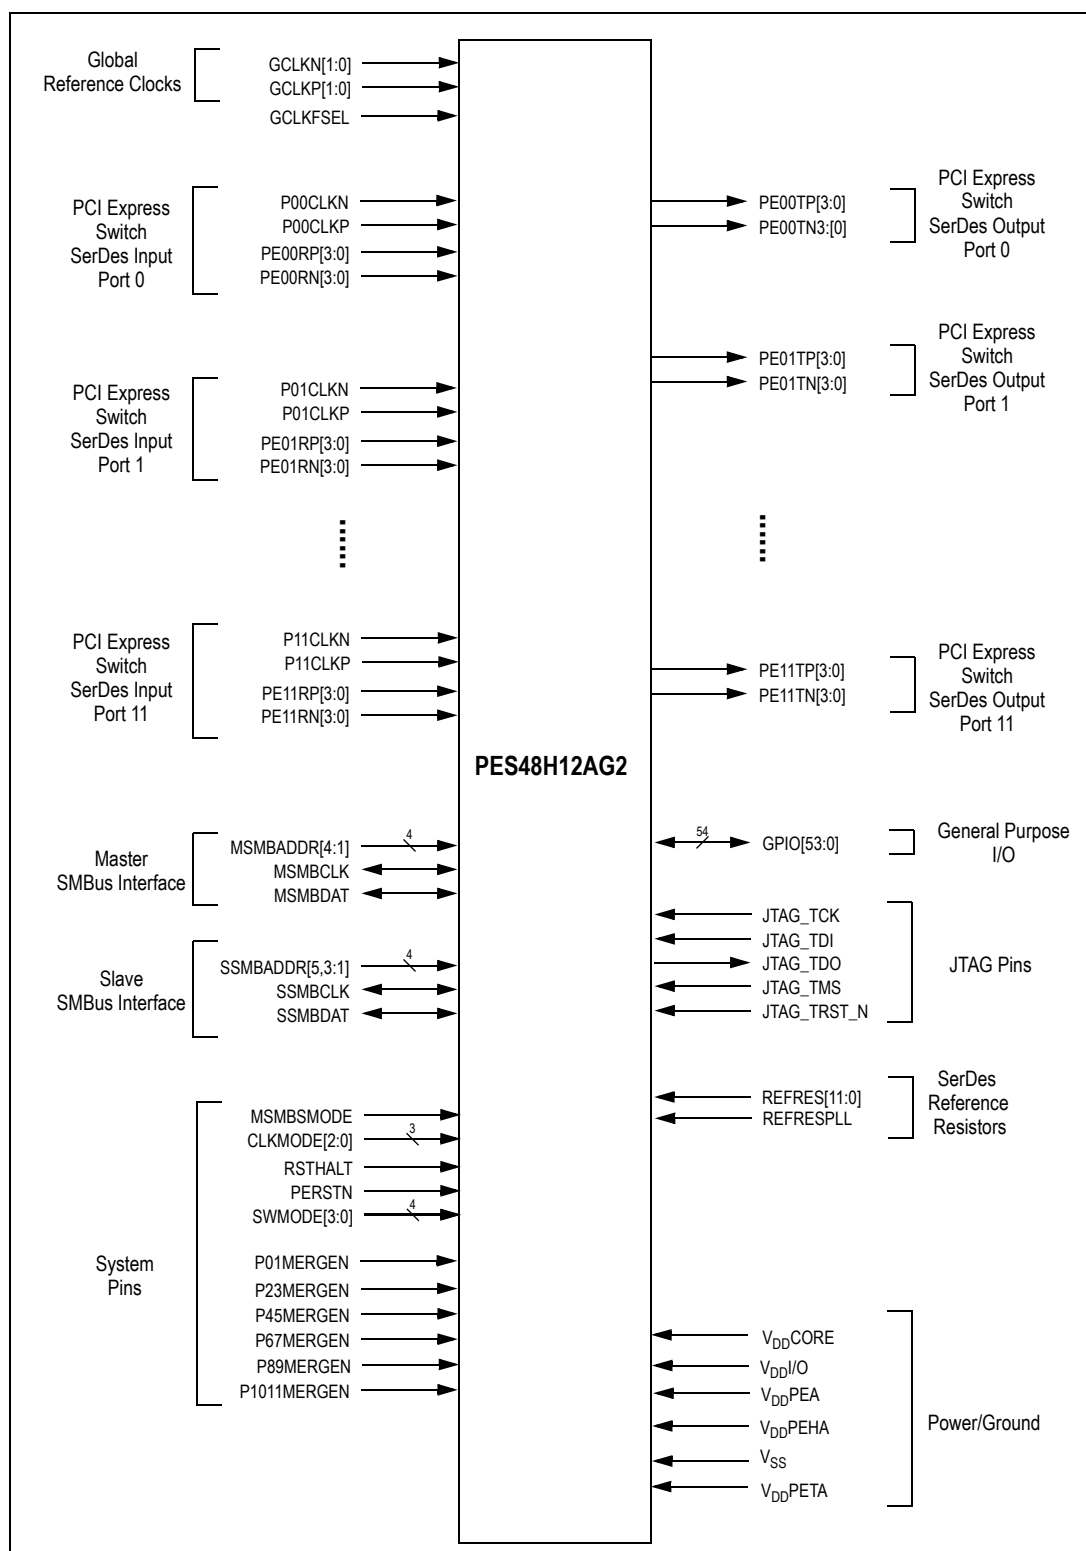 Global
Reference Clocks
GCLKN[1:0]
GCLKP[1:0]
GCLKFSEL
PCI Express
Switch
SerDes Input
Port 0
P00CLKN
P00CLKP
PE00RP[3:0]
PE00RN[3:0]
PE00TP[3:0]
PE00TN3:[0]
PCI Express
Switch
SerDes Output
Port 0
PCI Express
Switch
SerDes Input
Port 1
P01CLKN
P01CLKP
PE01RP[3:0]
PE01RN[3:0]
PE01TP[3:0]
PE01TN[3:0]
PCI Express
Switch
SerDes Output
Port 1
PCI Express
Switch
SerDes Input
Port 11
P11CLKN
P11CLKP
PE11RP[3:0]
PE11RN[3:0]
PE11TP[3:0]
PE11TN[3:0]
PCI Express
Switch
SerDes Output
Port 11
PES48H12AG2
Master
SMBus Interface
MSMBADDR[4:1]
4
MSMBCLK
MSMBDAT
54
GPIO[53:0]
General Purpose
I/O
Slave
SMBus Interface
SSMBADDR[5,3:1]
4
SSMBCLK
SSMBDAT
JTAG_TCK
JTAG_TDI
JTAG_TDO
JTAG_TMS
JTAG_TRST_N
JTAG Pins
System
Pins
MSMBSMODE
CLKMODE[2:0]
3
RSTHALT
PERSTN
SWMODE[3:0]
4
P01MERGEN
P23MERGEN
P45MERGEN
P67MERGEN
P89MERGEN
P1011MERGEN
REFRES[11:0]
REFRESPLL
SerDes
Reference
Resistors
VDDCORE
VDDI/O
VDDPEA
VDDPEHA
VSS
VDDPETA
Power/Ground